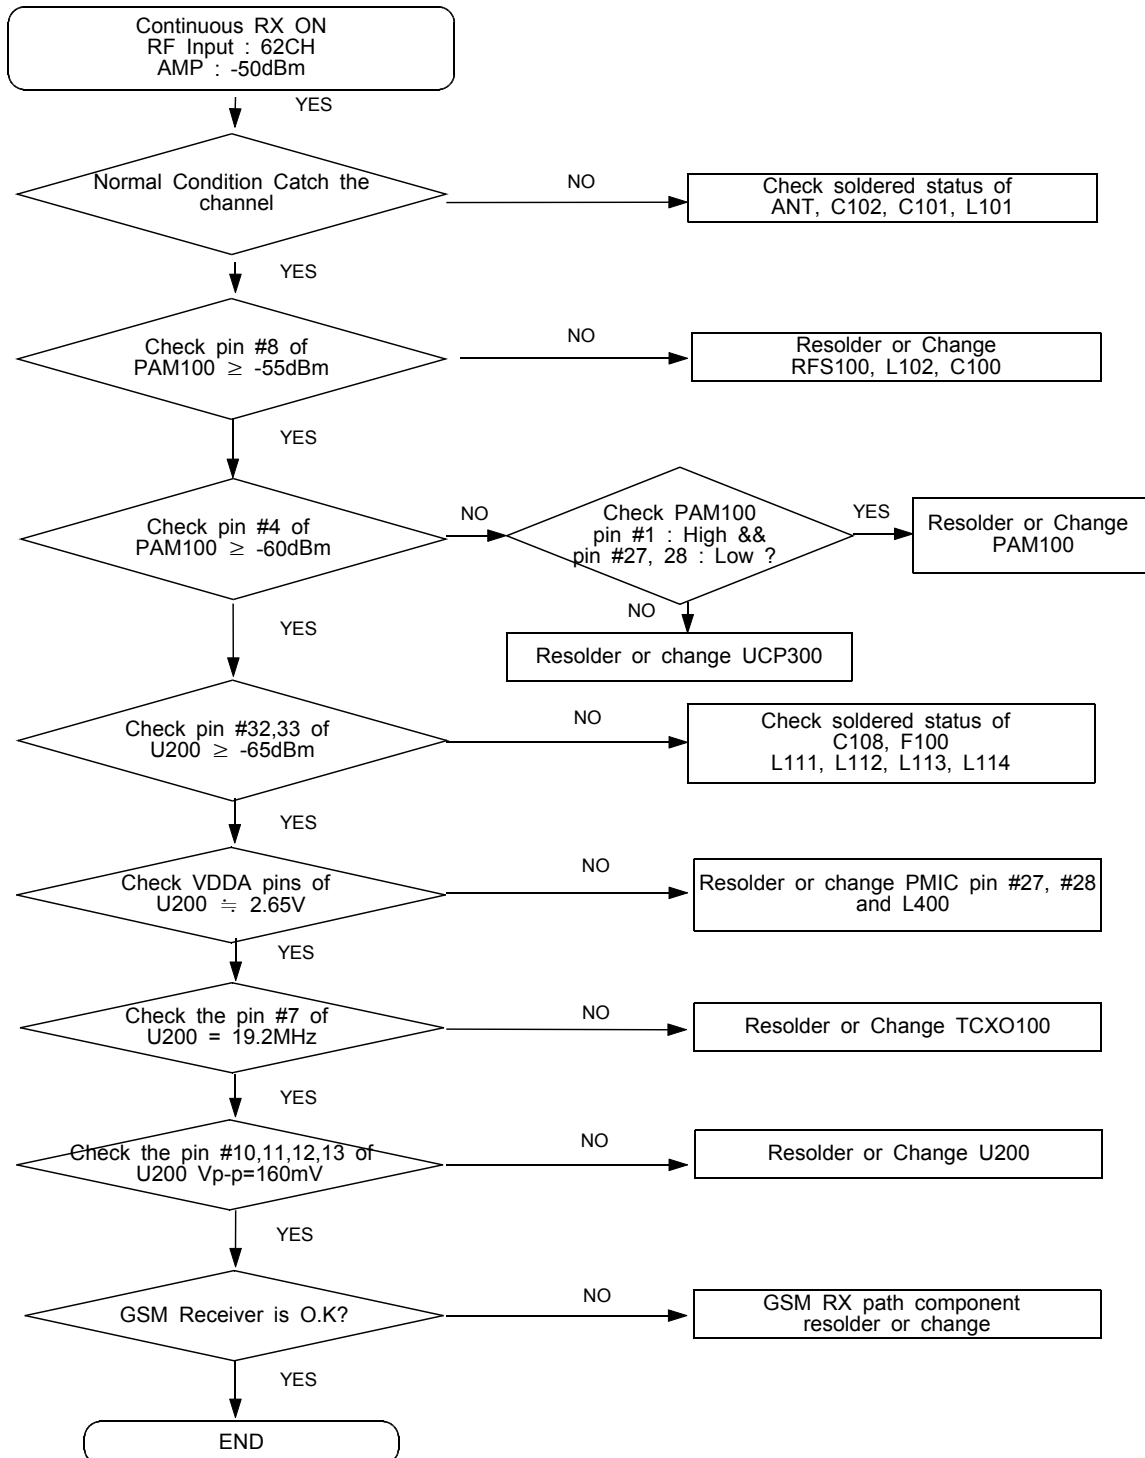 Continuous RX ON
RF Input : 62CH
AMP : -50dBm
YES
Normal Condition Catch the
channel
NO
Check soldered status of
ANT, C102, C101, L101
YES
Check pin #8 of
PAM100 ≥ -55dBm
NO
Resolder or Change
RFS100, L102, C100
YES
Check pin #4 of
PAM100 ≥ -60dBm
NO
Check PAM100
pin #1 : High &&
pin #27, 28 : Low ?
YES
Resolder or Change
PAM100
NO
Resolder or change UCP300
YES
Check pin #32,33 of
U200 ≥ -65dBm
NO
Check soldered status of
C108, F100
L111, L112, L113, L114
YES
Check VDDA pins of
U200 ≒ 2.65V
NO
Resolder or change PMIC pin #27, #28
and L400
YES
Check the pin #7 of
U200 = 19.2MHz
NO
Resolder or Change TCXO100
YES
Check the pin #10,11,12,13 of
U200 Vp-p=160mV
NO
Resolder or Change U200
YES
GSM Receiver is O.K?
NO
GSM RX path component
resolder or change
YES
END